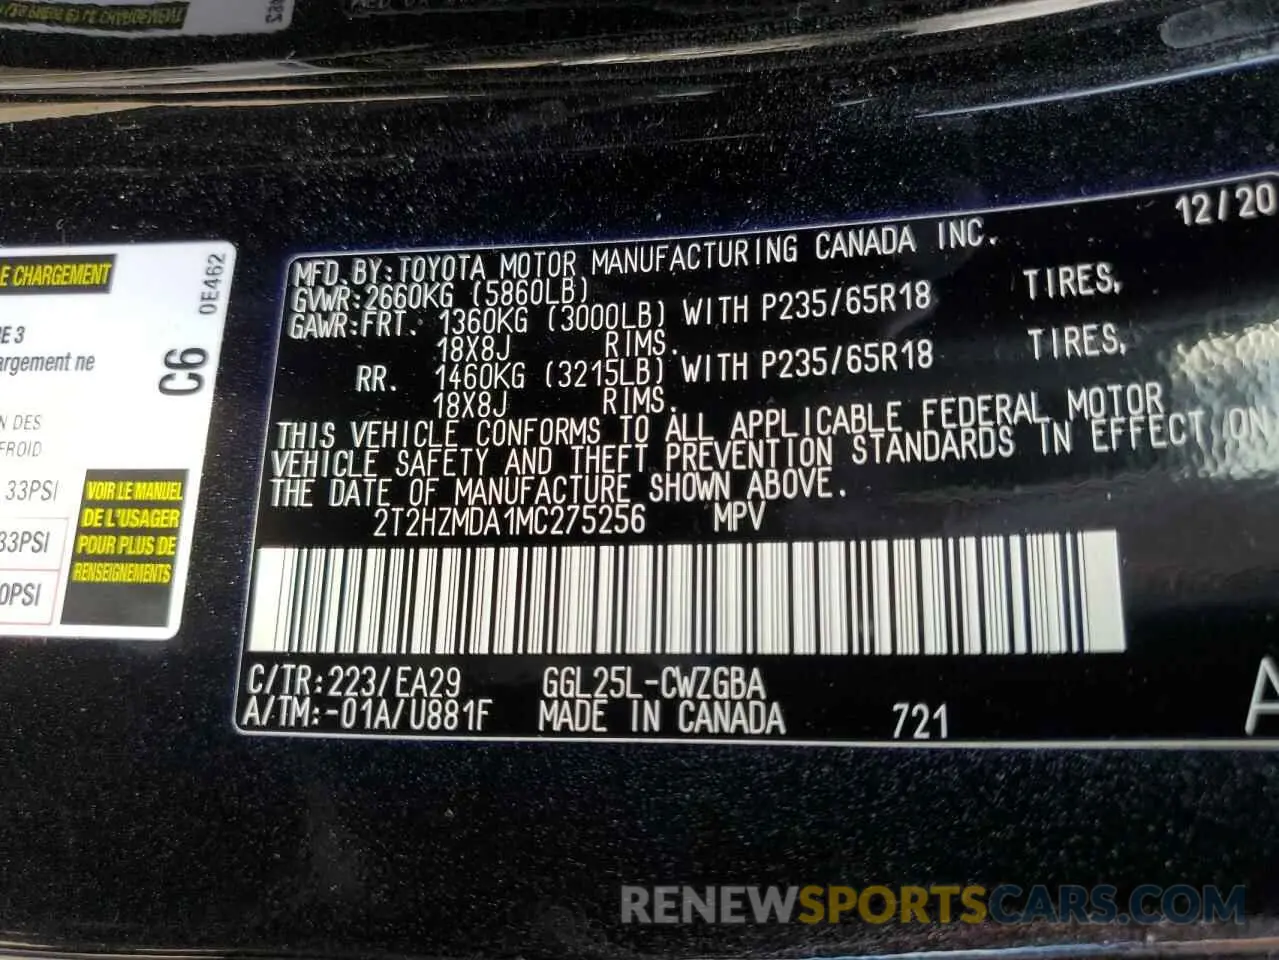 12/20
MFD.BY:TOYOTA MOTOR MANUFACTURING CANADA INC.
GVWR:2660KG (5860LB)
GAWR:FRT. 1360KG (3000LB) WITH P235/65R18 TIRES,
18X8J RIMS.
RR. 1460KG (3215LB) WITH P235/65R18 TIRES,
18X8J RIMS.
THIS VEHICLE CONFORMS TO ALL APPLICABLE FEDERAL MOTOR
VEHICLE SAFETY AND THEFT PREVENTION STANDARDS IN EFFECT ON
THE DATE OF MANUFACTURE SHOWN ABOVE.
2T2HZMDA1MC275256 MPV
C/TR:223/EA29 GGL25L-CWZGBA
A/TM:-01A/U881F MADE IN CANADA 721
A
E CHARGEMENT
0E462
C6
RE 3
argement ne
N DES
FROID
33PSI
33PSI
0PSI
VOIR LE MANUEL
DE L'USAGER
POUR PLUS DE
RENSEIGNEMENTS
RENEWSPORTSCARS.COM